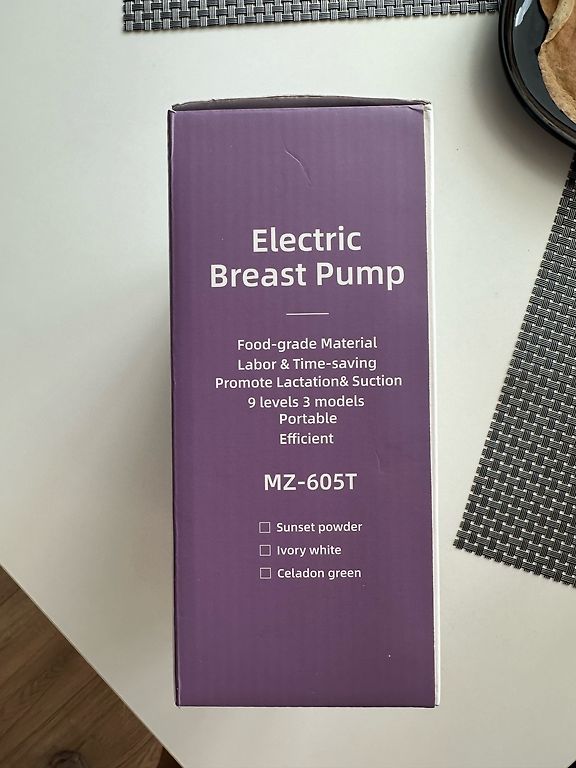 Electric
Breast Pump
Food-grade Material
Labor & Time-saving
Promote Lactation& Suction
9 levels 3 models
Portable
Efficient
MZ-605T
Sunset powder
Ivory white
Celadon green